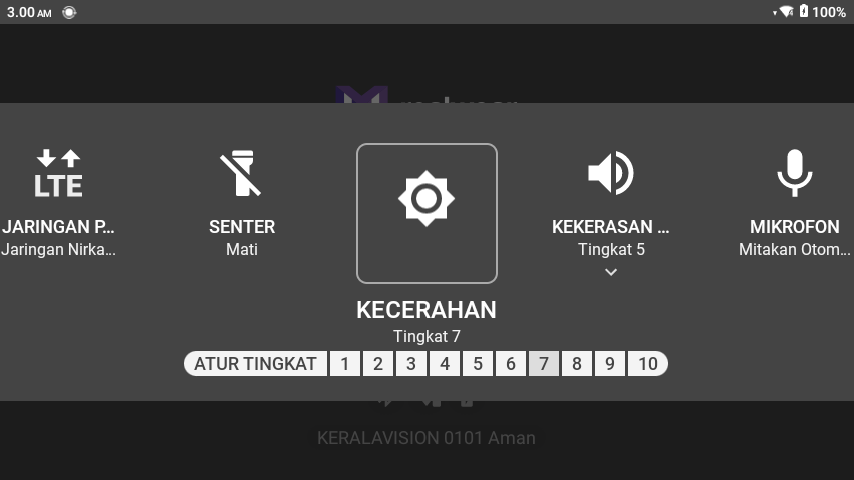 3.00 AM
100%
LTE
JARINGAN P...
Jaringan Nirka...
SENTER
Mati
KECERAHAN
Tingkat 7
KEKERASAN ...
Tingkat 5
MIKROFON
Mitakan Otom...
ATUR TINGKAT 1 2 3 4 5 6 7 8 9 10
KERALAVISION 0101 Aman